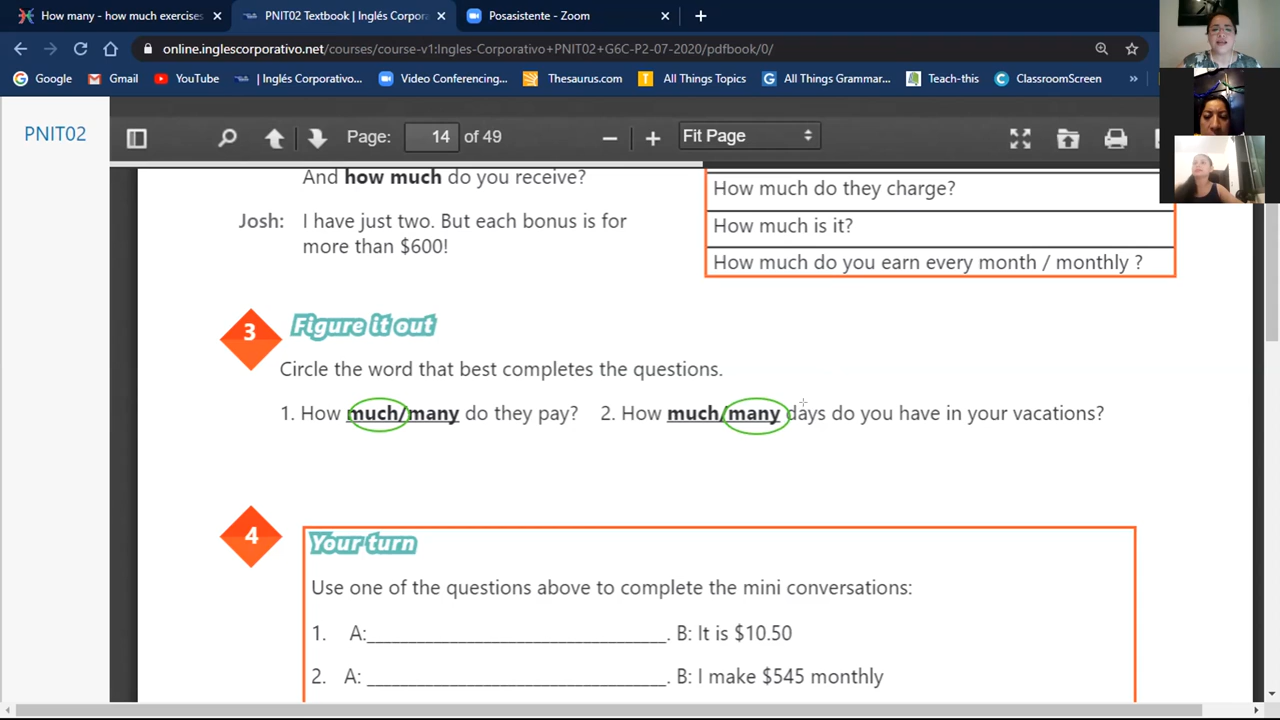 How many - how much exercises
PNIT02 Textbook | Inglés Corpora
Posasistente - Zoom
online.inglescorporativo.net/courses/course-v1:Ingles-Corporativo+PNIT02+G6C-P2-07-2020/pdfbook/0/
Google
Gmail
YouTube
| Inglés Corporativo...
Video Conferencing...
Thesaurus.com
All Things Topics
All Things Grammar...
Teach-this
ClassroomScreen
»
PNIT02
Page: 14 of 49
Fit Page
And how much do you receive?
Josh: I have just two. But each bonus is for
more than $600!
How much do they charge?
How much is it?
How much do you earn every month / monthly ?
3 Figure it out
Circle the word that best completes the questions.
1. How much/many do they pay? 2. How much/many days do you have in your vacations?
4 Your turn
Use one of the questions above to complete the mini conversations:
1. A:______________________________. B: It is $10.50
2. A: ______________________________. B: I make $545 monthly